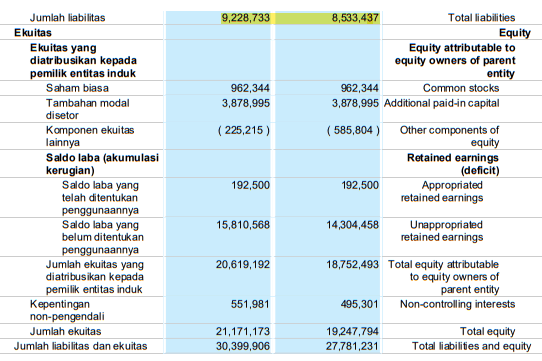 Jumlah liabilitas 9,228,733 8,533,437 Total liabilities
Ekuitas Equity
Ekuitas yang Equity attributable to
diatribusikan kepada equity owners of parent
pemilik entitas induk entity
Saham biasa 962,344 962,344 Common stocks
Tambahan modal 3,878,995 3,878,995 Additional paid-in capital
disetor
Komponen ekuitas ( 225,215 ) ( 585,804 ) Other components of
lainnya equity
Saldo laba (akumulasi Retained earnings
kerugian) (deficit)
Saldo laba yang 192,500 192,500 Appropriated
telah ditentukan retained earnings
penggunaannya
Saldo laba yang 15,810,568 14,304,458 Unappropriated
belum ditentukan retained earnings
penggunaannya
Jumlah ekuitas yang 20,619,192 18,752,493 Total equity attributable
diatribusikan kepada to equity owners of
pemilik entitas induk parent entity
Kepentingan 551,981 495,301 Non-controlling interests
non-pengendali
Jumlah ekuitas 21,171,173 19,247,794 Total equity
Jumlah liabilitas dan ekuitas 30,399,906 27,781,231 Total liabilities and equity